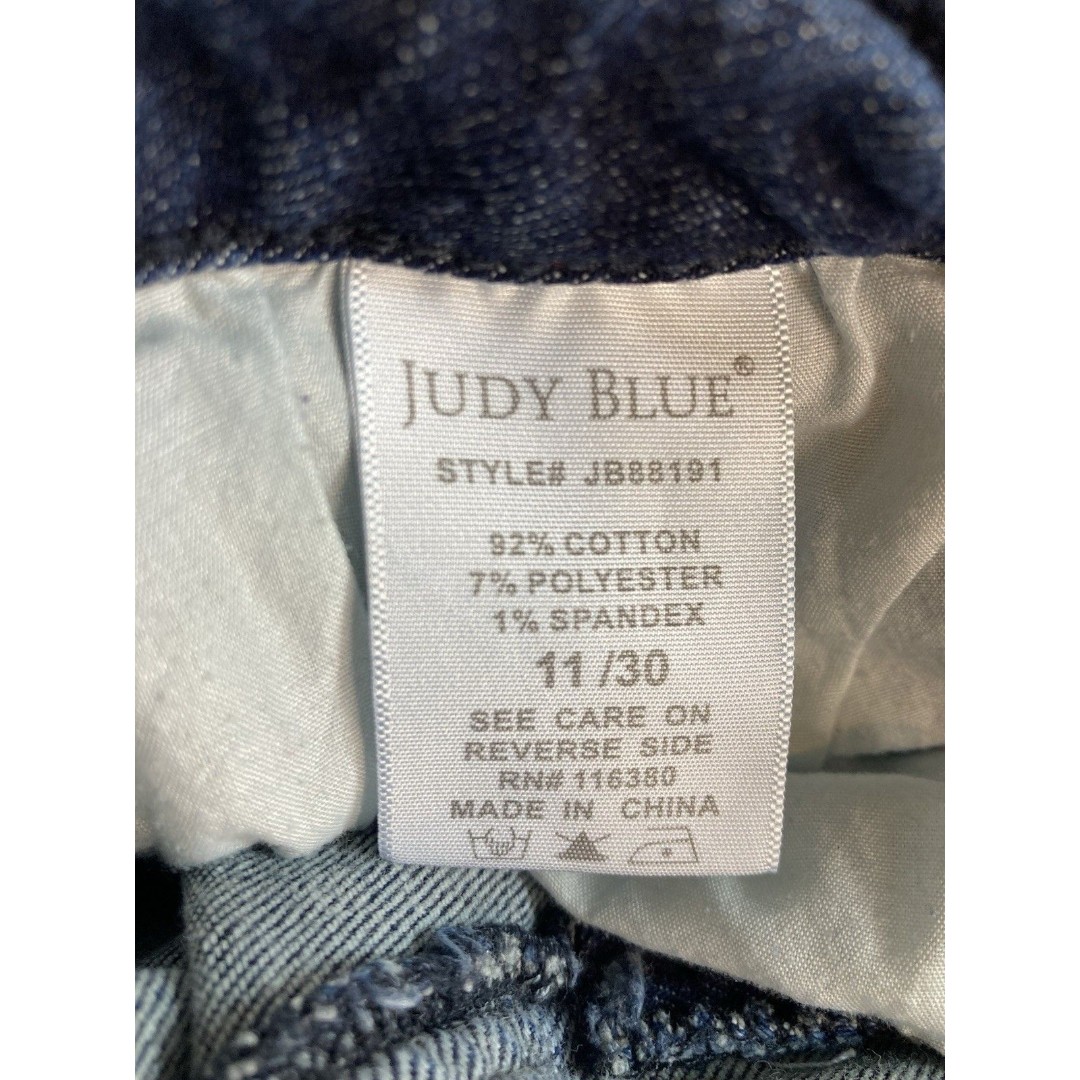 JUDY BLUE®
STYLE# JB88191
92% COTTON
7% POLYESTER
1% SPANDEX
11 /30
SEE CARE ON
REVERSE SIDE
RN# 116380
MADE IN CHINA